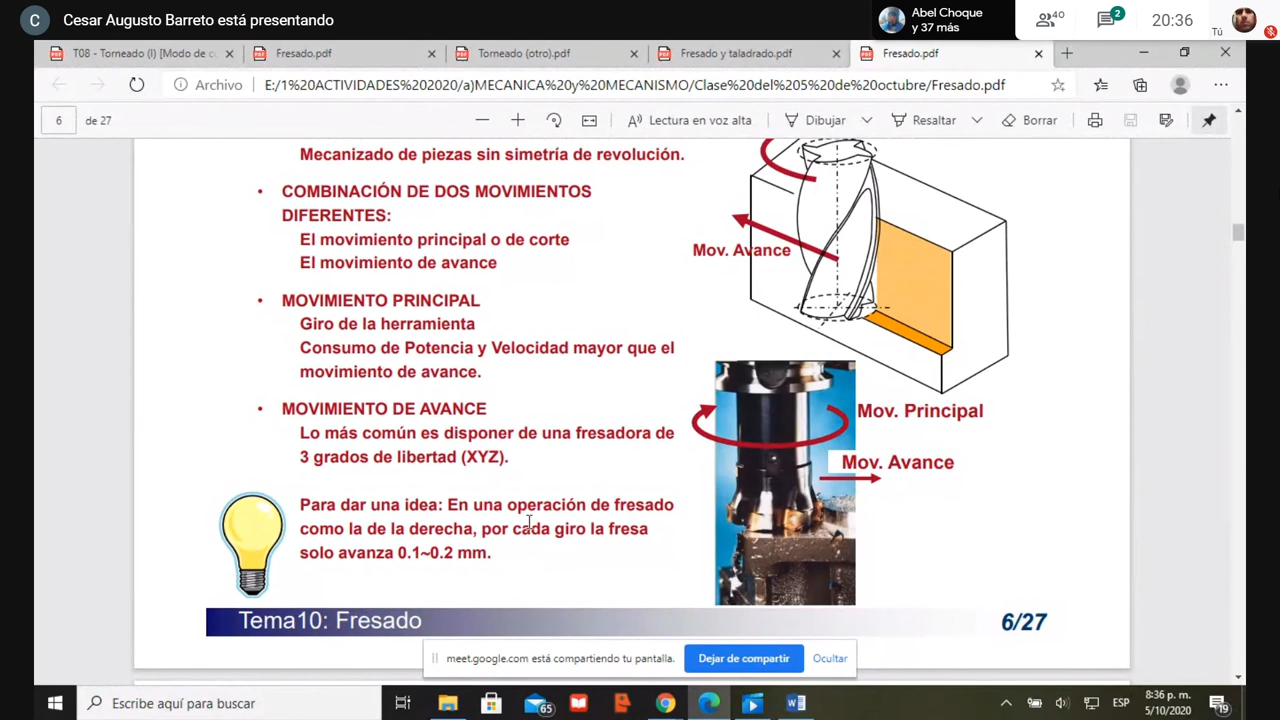 C
Cesar Augusto Barreto está presentando
Abel Choque
y 37 más
40
2
20:36
Tú
T08 - Torneado (I) [Modo de c
Fresado.pdf
Torneado (otro).pdf
Fresado y taladrado.pdf
Fresado.pdf
Archivo
E:/1%20ACTIVIDADES%202020/a)MECANICA%20y%20MECANISMO/Clase%20del%205%20de%20octubre/Fresado.pdf
6
de 27
Lectura en voz alta
Dibujar
Resaltar
Borrar
Mecanizado de piezas sin simetría de revolución.
• COMBINACIÓN DE DOS MOVIMIENTOS
DIFERENTES:
El movimiento principal o de corte
El movimiento de avance
• MOVIMIENTO PRINCIPAL
Giro de la herramienta
Consumo de Potencia y Velocidad mayor que el
movimiento de avance.
• MOVIMIENTO DE AVANCE
Lo más común es disponer de una fresadora de
3 grados de libertad (XYZ).
Para dar una idea: En una operación de fresado
como la de la derecha, por cada giro la fresa
solo avanza 0.1~0.2 mm.
Mov. Avance
Mov. Principal
Mov. Avance
Tema10: Fresado
6/27
meet.google.com está compartiendo tu pantalla.
Dejar de compartir
Ocultar
Escribe aquí para buscar
65
ESP
8:36 p. m.
5/10/2020
19